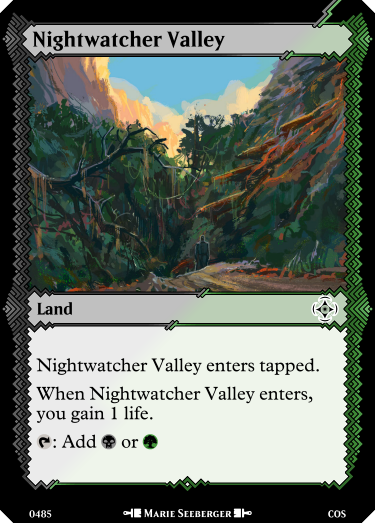 Nightwatcher Valley
Land
Nightwatcher Valley enters tapped.
When Nightwatcher Valley enters,
you gain 1 life.
: Add or
0485 Marie Seeberger COS